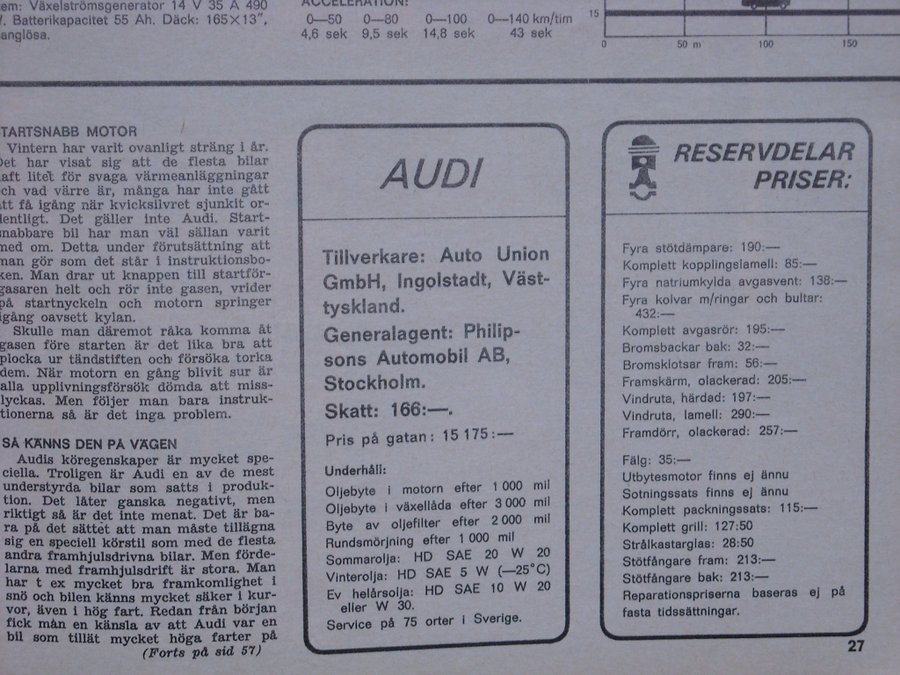 tem: Växelströmsgenerator 14 V 35 A 490
. Batterikapacitet 55 Ah. Däck: 165×13",
anglösa.
ACCELERATION:
0—50 0—80 0—100 0—140 km/tim
4,6 sek 9,5 sek 14,8 sek 43 sek
15
0 50 m 100 150
TARTSNABB MOTOR
Vintern har varit ovanligt sträng i år.
Det har visat sig att de flesta bilar
aft litet för svaga värmeanläggningar
ch vad värre är, många har inte gått
tt få igång när kvicksilvret sjunkit or-
lentligt. Det gäller inte Audi. Start-
snabbare bil har man väl sällan varit
med om. Detta under förutsättning att
man gör som det står i instruktionsbo-
ken. Man drar ut knappen till startför-
gasaren helt och rör inte gasen, vrider
på startnyckeln och motorn springer
igång oavsett kylan.
Skulle man däremot råka komma åt
gasen före starten är det lika bra att
plocka ur tändstiften och försöka torka
dem. När motorn en gång blivit sur är
alla upplivningsförsök dömda att miss-
lyckas. Men följer man bara instruk-
tionerna så är det inga problem.
SÅ KÄNNS DEN PÅ VÄGEN
Audis köregenskaper är mycket spe-
ciella. Troligen är Audi en av de mest
understyrda bilar som satts i produk-
tion. Det låter ganska negativt, men
riktigt så är det inte menat. Det är ba-
ra på det sättet att man måste tillägna
sig en speciell körstil som med de flesta
andra framhjulsdrivna bilar. Men förde-
larna med framhjulsdrift är stora. Man
har t ex mycket bra framkomlighet i
snö och bilen känns mycket säker i kur-
vor, även i hög fart. Redan från början
fick man en känsla av att Audi var en
bil som tillät mycket höga farter på
(Forts på sid 57)
AUDI
Tillverkare: Auto Union
GmbH, Ingolstadt, Väst-
tyskland.
Generalagent: Philip-
sons Automobil AB,
Stockholm.
Skatt: 166:—.
Pris på gatan: 15 175:—
Underhåll:
Oljebyte i motorn efter 1 000 mil
Oljebyte i växellåda efter 3 000 mil
Byte av oljefilter efter 2 000 mil
Rundsmörjning efter 1 000 mil
Sommarolja: HD SAE 20 W 20
Vinterolja: HD SAE 5 W (—25°C)
Ev helårsolja: HD SAE 10 W 20
eller W 30.
Service på 75 orter i Sverige.
RESERVDELAR
PRISER:
Fyra stötdämpare: 190:—
Komplett kopplingslamell: 85:—
Fyra natriumkylda avgasvent: 138:—
Fyra kolvar m/ringar och bultar:
432:—
Komplett avgasrör: 195:—
Bromsbackar bak: 32:—
Bromsklotsar fram: 56:—
Framskärm, olackerad: 205:—
Vindruta, härdad: 197:—
Vindruta, lamell: 290:—
Framdörr, olackerad: 257:—
Fälg: 35:—
Utbytesmotor finns ej ännu
Sotningssats finns ej ännu
Komplett packningssats: 115:—
Komplett grill: 127:50
Strålkastarglas: 28:50
Stötfångare fram: 213:—
Stötfångare bak: 213:—
Reparationspriserna baseras ej på
fasta tidssättningar.
27